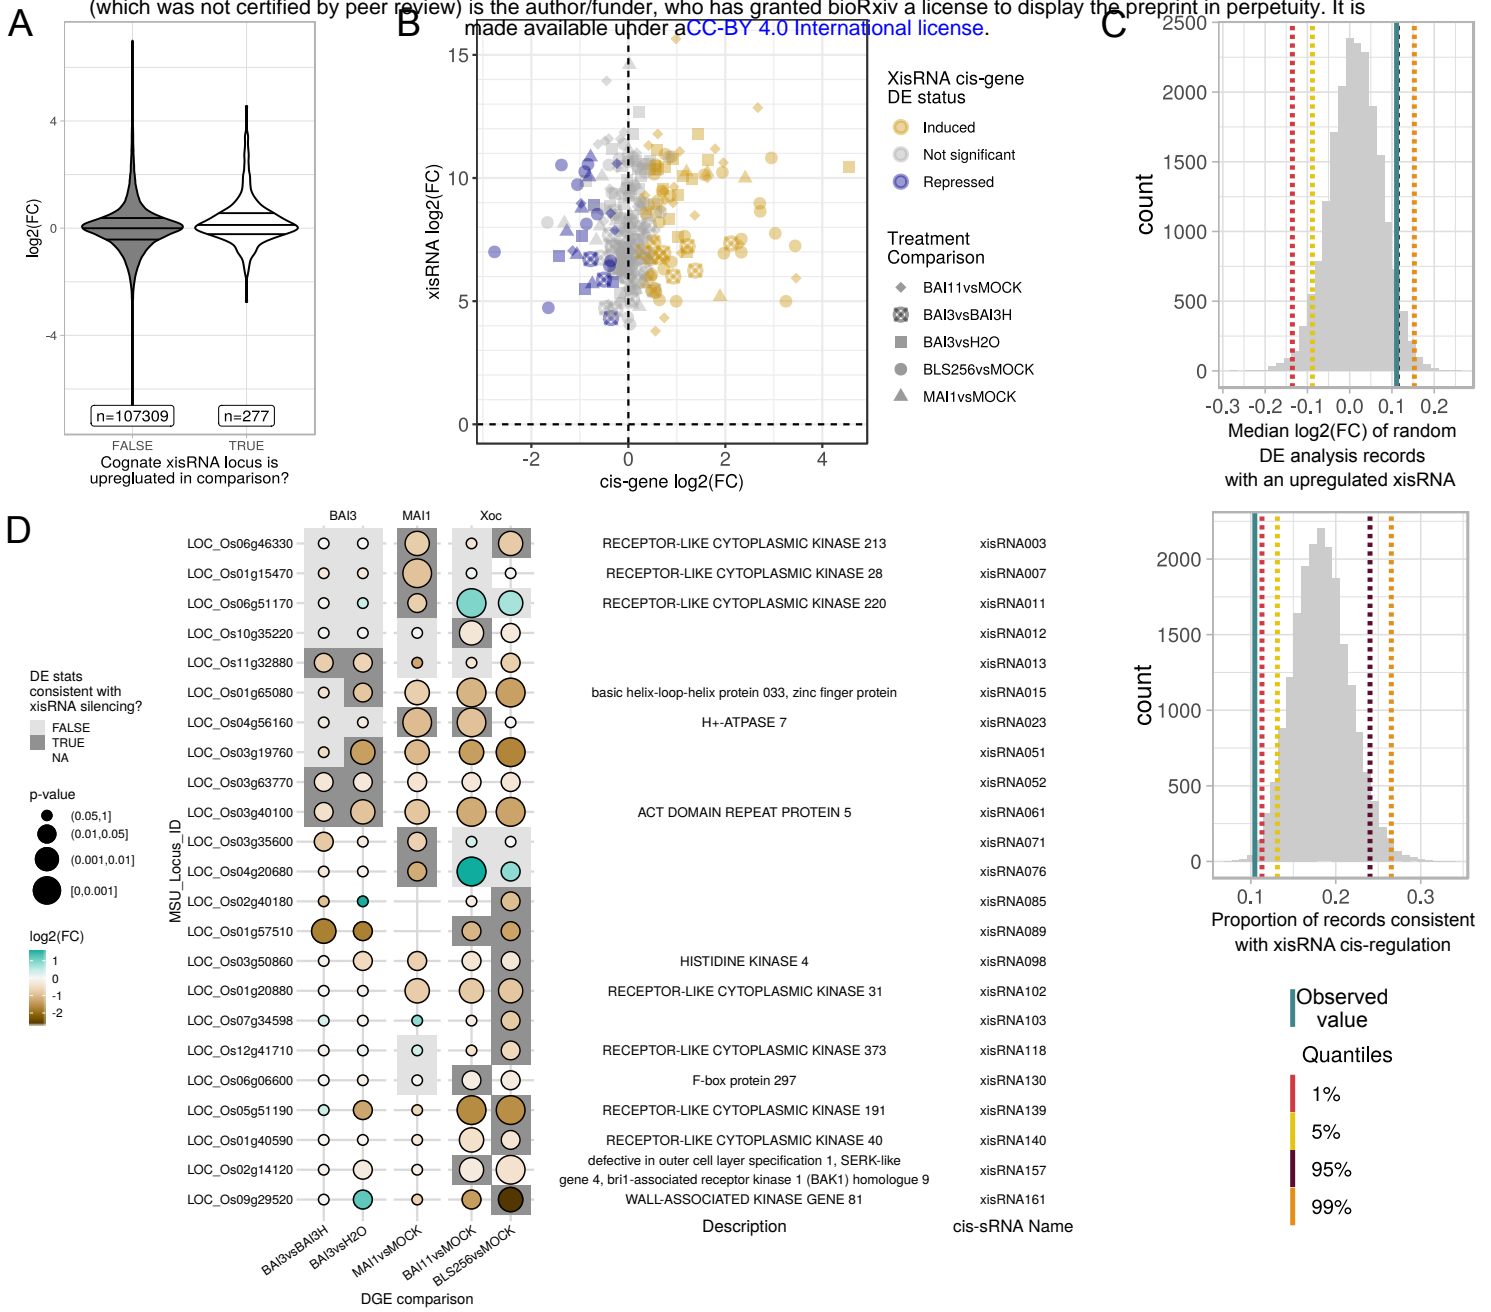 (which was not certified by peer review) is the author/funder, who has granted bioRxiv a license to display the preprint in perpetuity. It is
made available under aCC-BY 4.0 International license.
A
4
0
-4
log2(FC)
n=107309
n=277
FALSE
TRUE
Cognate xisRNA locus is
upregluated in comparison?
B
15
10
5
0
xisRNA log2(FC)
-2
0
2
4
cis-gene log2(FC)
XisRNA cis-gene
DE status
Induced
Not significant
Repressed
Treatment
Comparison
BAI11vsMOCK
BAI3vsBAI3H
BAI3vsH2O
BLS256vsMOCK
MAI1vsMOCK
C
2500
2000
1500
1000
500
0
count
-0.3 -0.2 -0.1 0.0 0.1 0.2
Median log2(FC) of random
DE analysis records
with an upregulated xisRNA
2000
1500
1000
500
0
count
0.1 0.2 0.3
Proportion of records consistent
with xisRNA cis-regulation
Observed
value
Quantiles
1%
5%
95%
99%
D
DE stats
consistent with
xisRNA silencing?
FALSE
TRUE
NA
p-value
(0.05,1]
(0.01,0.05]
(0.001,0.01]
[0,0.001]
log2(FC)
1
0
-1
-2
MSU_Locus_ID
BAI3 MAI1 Xoc
LOC_Os06g46330 RECEPTOR-LIKE CYTOPLASMIC KINASE 213 xisRNA003
LOC_Os01g15470 RECEPTOR-LIKE CYTOPLASMIC KINASE 28 xisRNA007
LOC_Os06g51170 RECEPTOR-LIKE CYTOPLASMIC KINASE 220 xisRNA011
LOC_Os10g35220 xisRNA012
LOC_Os11g32880 xisRNA013
LOC_Os01g65080 basic helix-loop-helix protein 033, zinc finger protein xisRNA015
LOC_Os04g56160 H+-ATPASE 7 xisRNA023
LOC_Os03g19760 xisRNA051
LOC_Os03g63770 xisRNA052
LOC_Os03g40100 ACT DOMAIN REPEAT PROTEIN 5 xisRNA061
LOC_Os03g35600 xisRNA071
LOC_Os04g20680 xisRNA076
LOC_Os02g40180 xisRNA085
LOC_Os01g57510 xisRNA089
LOC_Os03g50860 HISTIDINE KINASE 4 xisRNA098
LOC_Os01g20880 RECEPTOR-LIKE CYTOPLASMIC KINASE 31 xisRNA102
LOC_Os07g34598 xisRNA103
LOC_Os12g41710 RECEPTOR-LIKE CYTOPLASMIC KINASE 373 xisRNA118
LOC_Os06g06600 F-box protein 297 xisRNA130
LOC_Os05g51190 RECEPTOR-LIKE CYTOPLASMIC KINASE 191 xisRNA139
LOC_Os01g40590 RECEPTOR-LIKE CYTOPLASMIC KINASE 40 xisRNA140
defective in outer cell layer specification 1, SERK-like
LOC_Os02g14120 xisRNA157
gene 4, bri1-associated receptor kinase 1 (BAK1) homologue 9
LOC_Os09g29520 WALL-ASSOCIATED KINASE GENE 81 xisRNA161
Description cis-sRNA Name
BAI3vsBAI3H
BAI3vsH2O
MAI1vsMOCK
BAI11vsMOCK
BLS256vsMOCK
DGE comparison